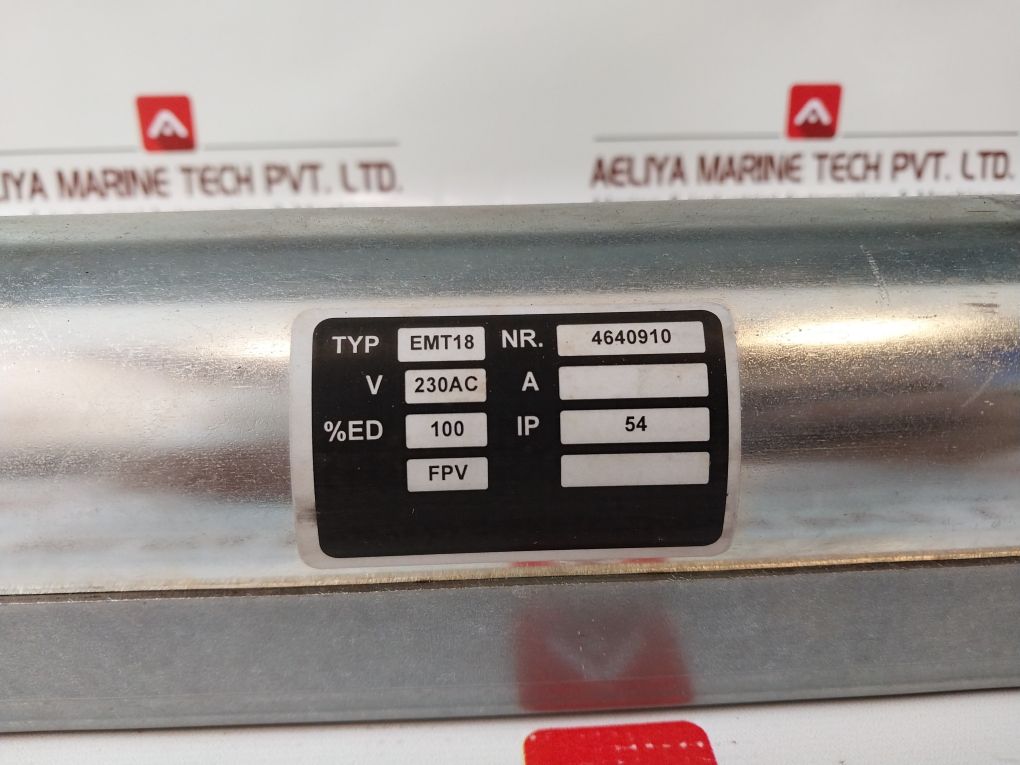 AELIYA MARINE TECH PVT. LTD.
TYP EMT18 NR. 4640910
V 230AC A
%ED 100 IP 54
FPV